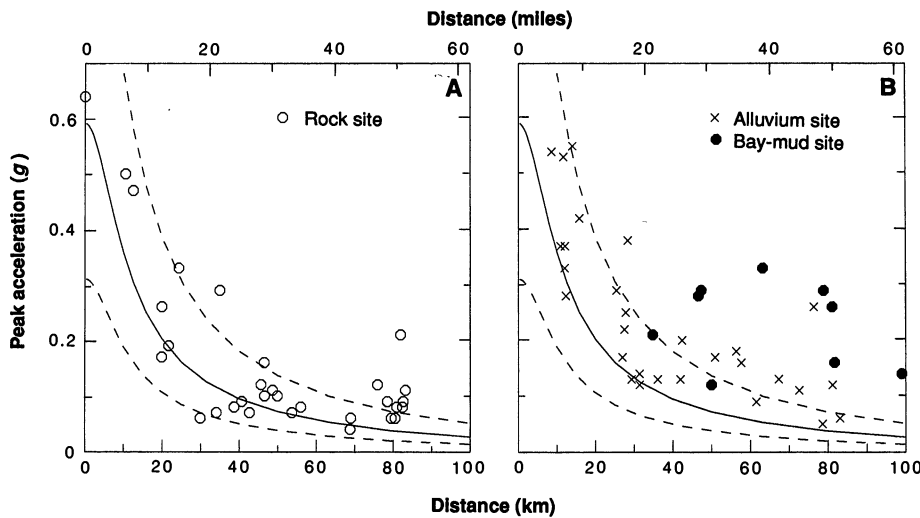 Distance (miles)
0 20 40 60 0 20 40 60
A B
Rock site
× Alluvium site
Bay-mud site
0.6
0.4
0.2
0
Peak acceleration (g)
0 20 40 60 80 100 0 20 40 60 80 100
Distance (km)